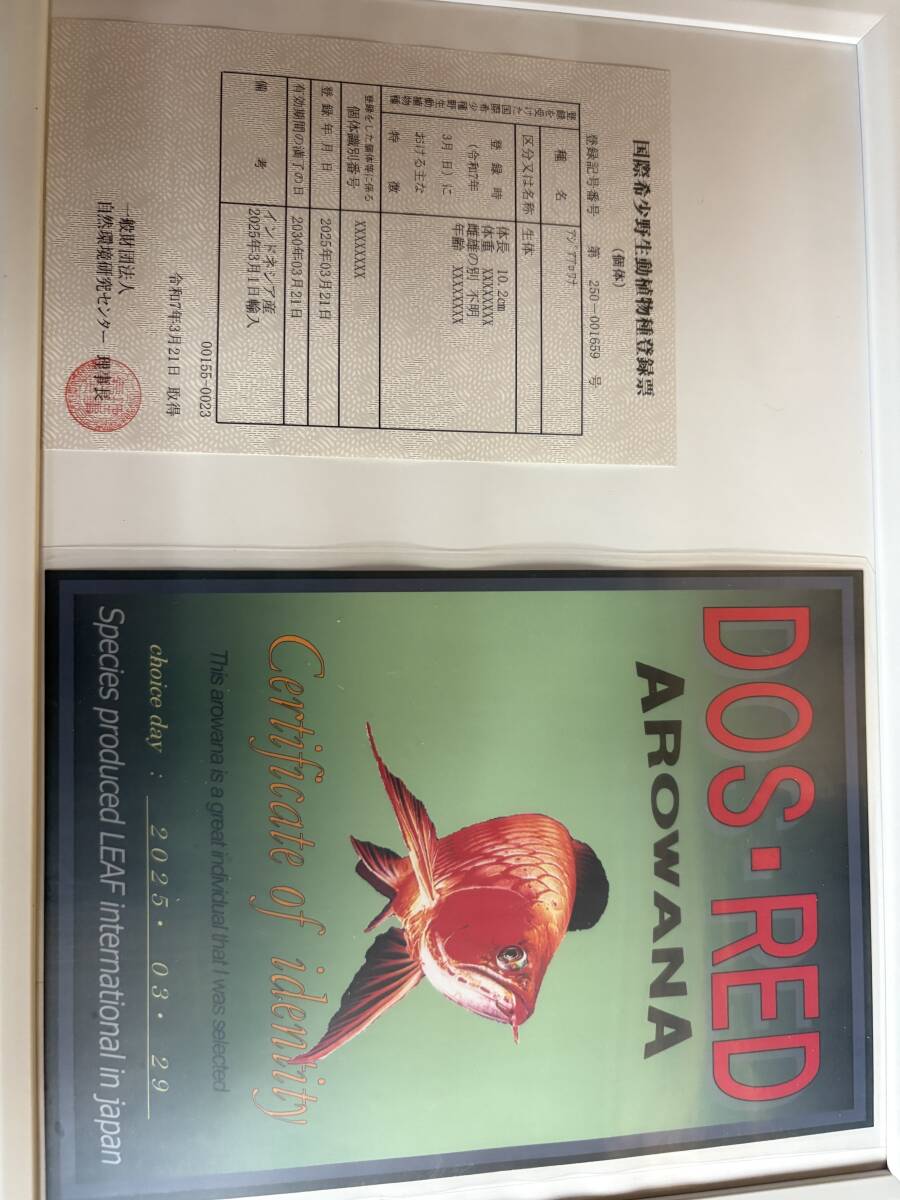 国際希少野生動植物種登録票
(個体)
登録記号番号 第 250-001659 号
登録を受けた国際希少野生動植物種
種名 アジアアロワナ
区分又は名称 生体
登録時
(令和7年
3月 日)に
おける主な
特徴
体長 10.2cm
体重 XXXXXXXX
雌雄の別 不明
年齢 XXXXXXXX
登録をした個体等に係る
個体識別番号 XXXXXXXX
登録年月日 2025年03月21日
有効期間の満了の日 2030年03月21日
備考 インドネシア産
2025年3月1日輸入
00155-0023
令和7年3月21日 取得
一般財団法人
自然環境研究センター 理事長
DOS・RED
AROWANA
Certificate of identity
This arowana is a great individual that I was selected
choice day : 2025・03・29
Species produced LEAF international in japan